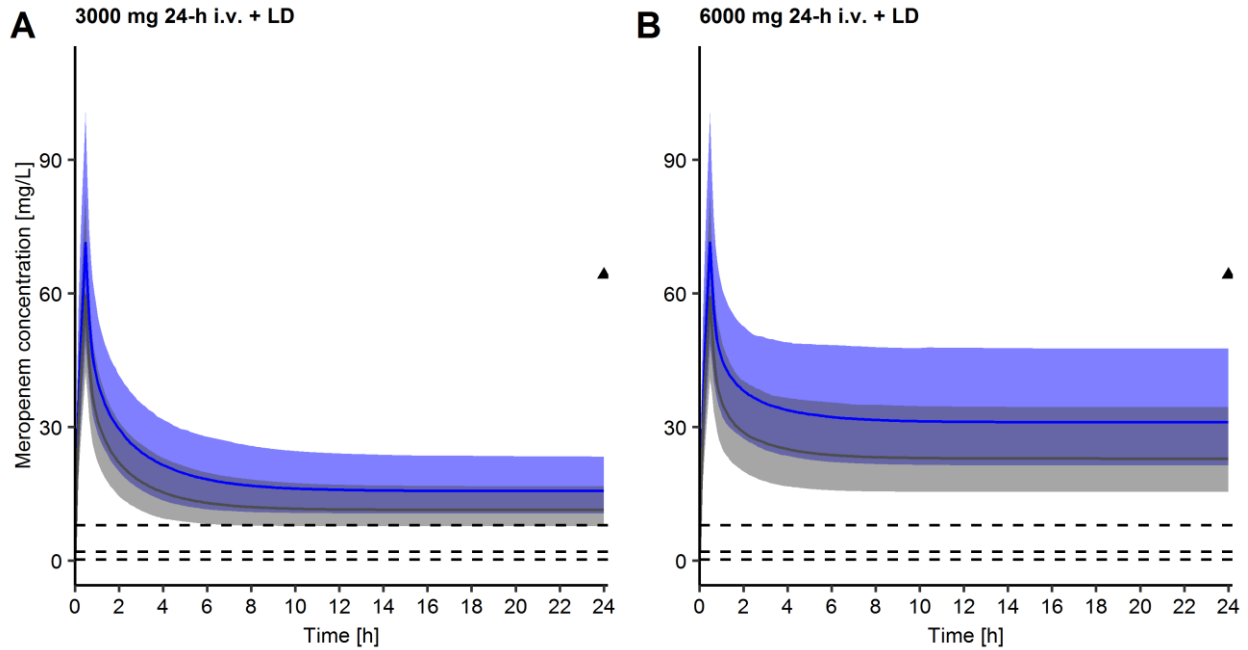 A
3000 mg 24-h i.v. + LD
Meropenem concentration [mg/L]
90
60
30
0
0 2 4 6 8 10 12 14 16 18 20 22 24
Time [h]
B
6000 mg 24-h i.v. + LD
90
60
30
0
0 2 4 6 8 10 12 14 16 18 20 22 24
Time [h]